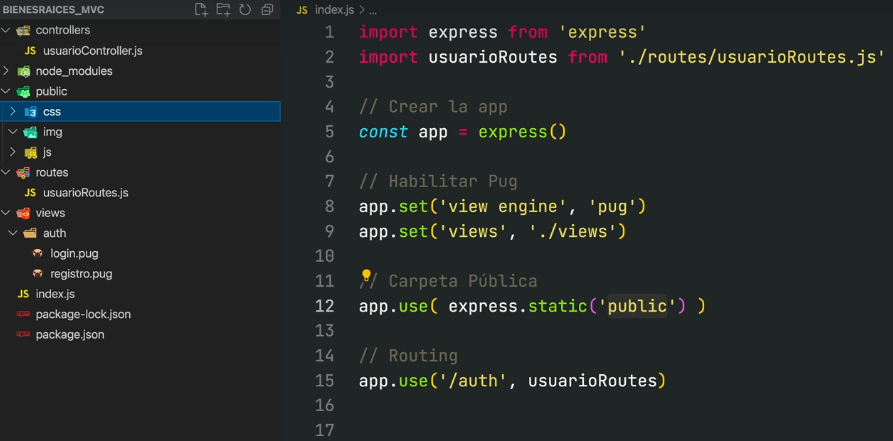 BIENESRAICES_MVC
controllers
JS usuarioController.js
node_modules
public
css
img
js
routes
JS usuarioRoutes.js
views
auth
login.pug
registro.pug
JS index.js
package-lock.json
package.json
JS index.js > ...
1 import express from 'express'
2 import usuarioRoutes from './routes/usuarioRoutes.js'
3
4 // Crear la app
5 const app = express()
6
7 // Habilitar Pug
8 app.set('view engine', 'pug')
9 app.set('views', './views')
10
11 // Carpeta Pública
12 app.use( express.static('public') )
13
14 // Routing
15 app.use('/auth', usuarioRoutes)
16
17